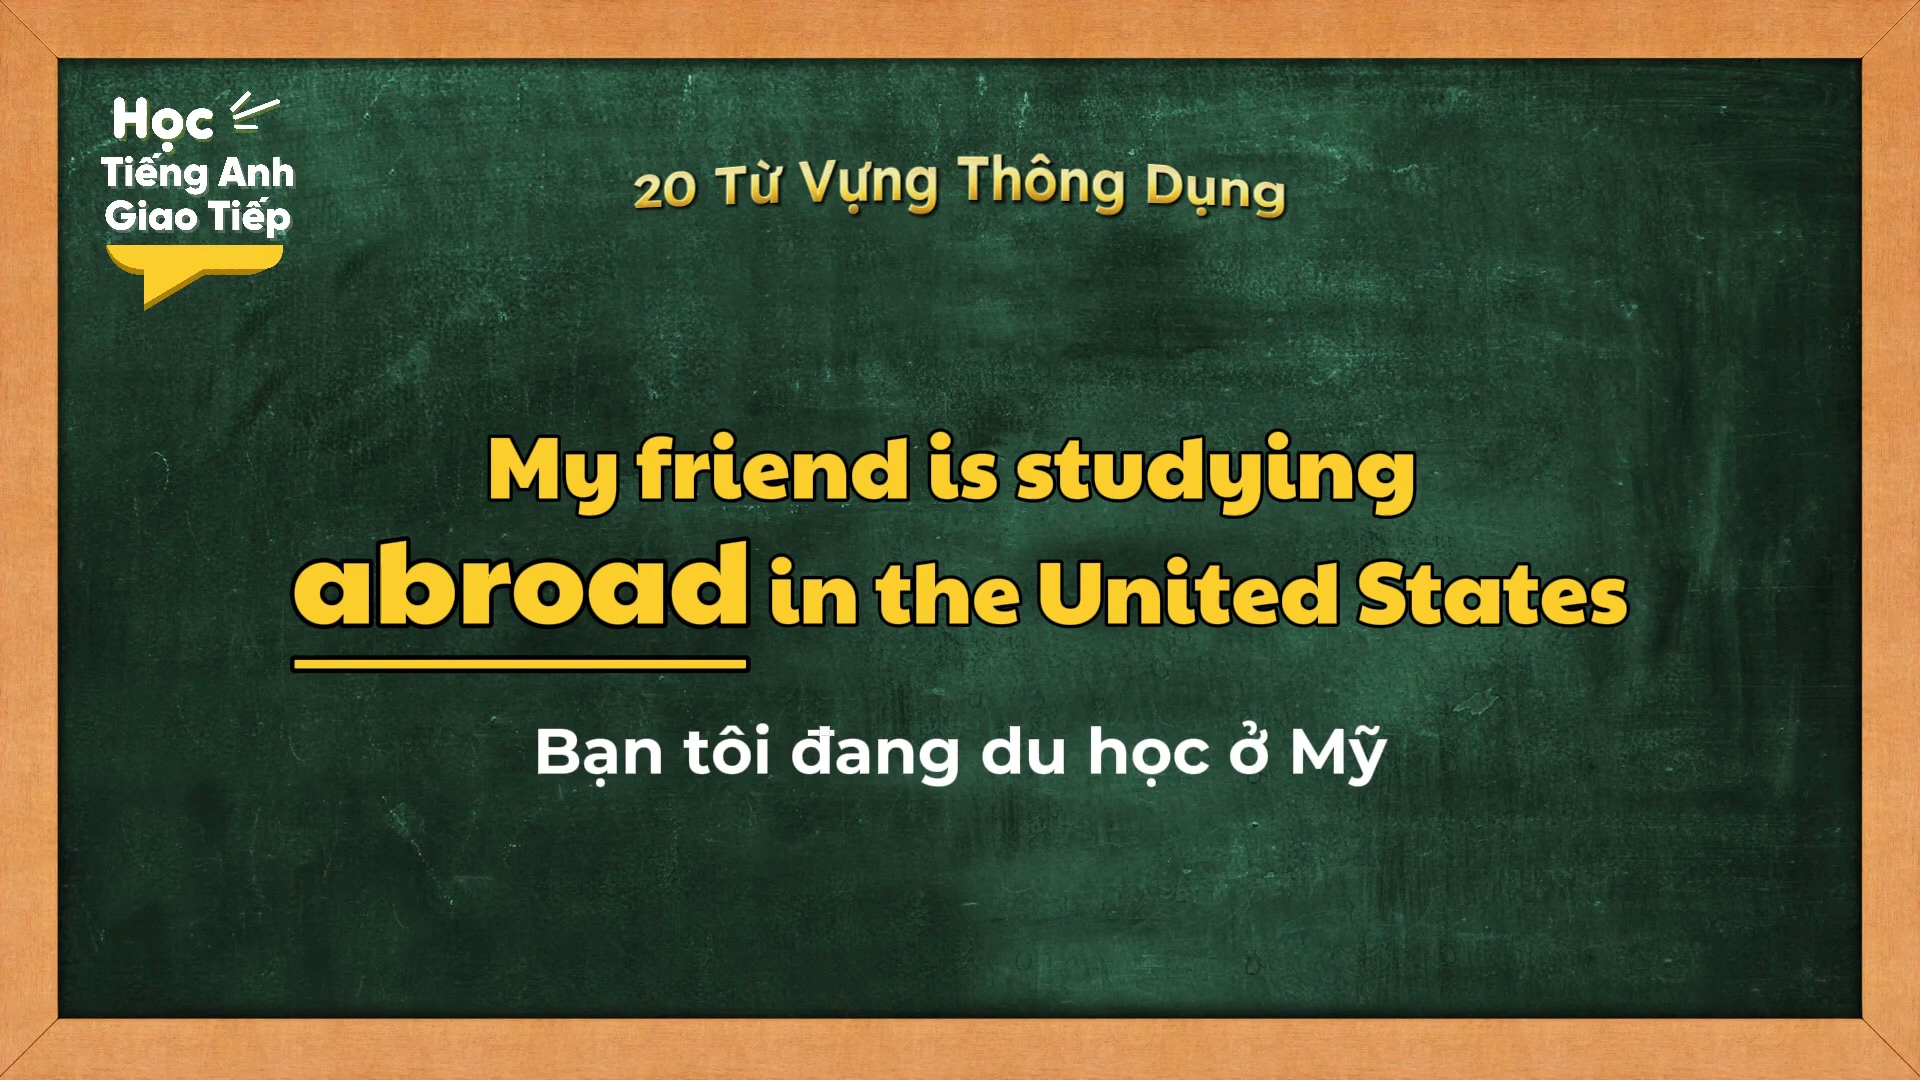 Học
Tiếng Anh
Giao Tiếp
20 Từ Vựng Thông Dụng
My friend is studying
abroad in the United States
Bạn tôi đang du học ở Mỹ